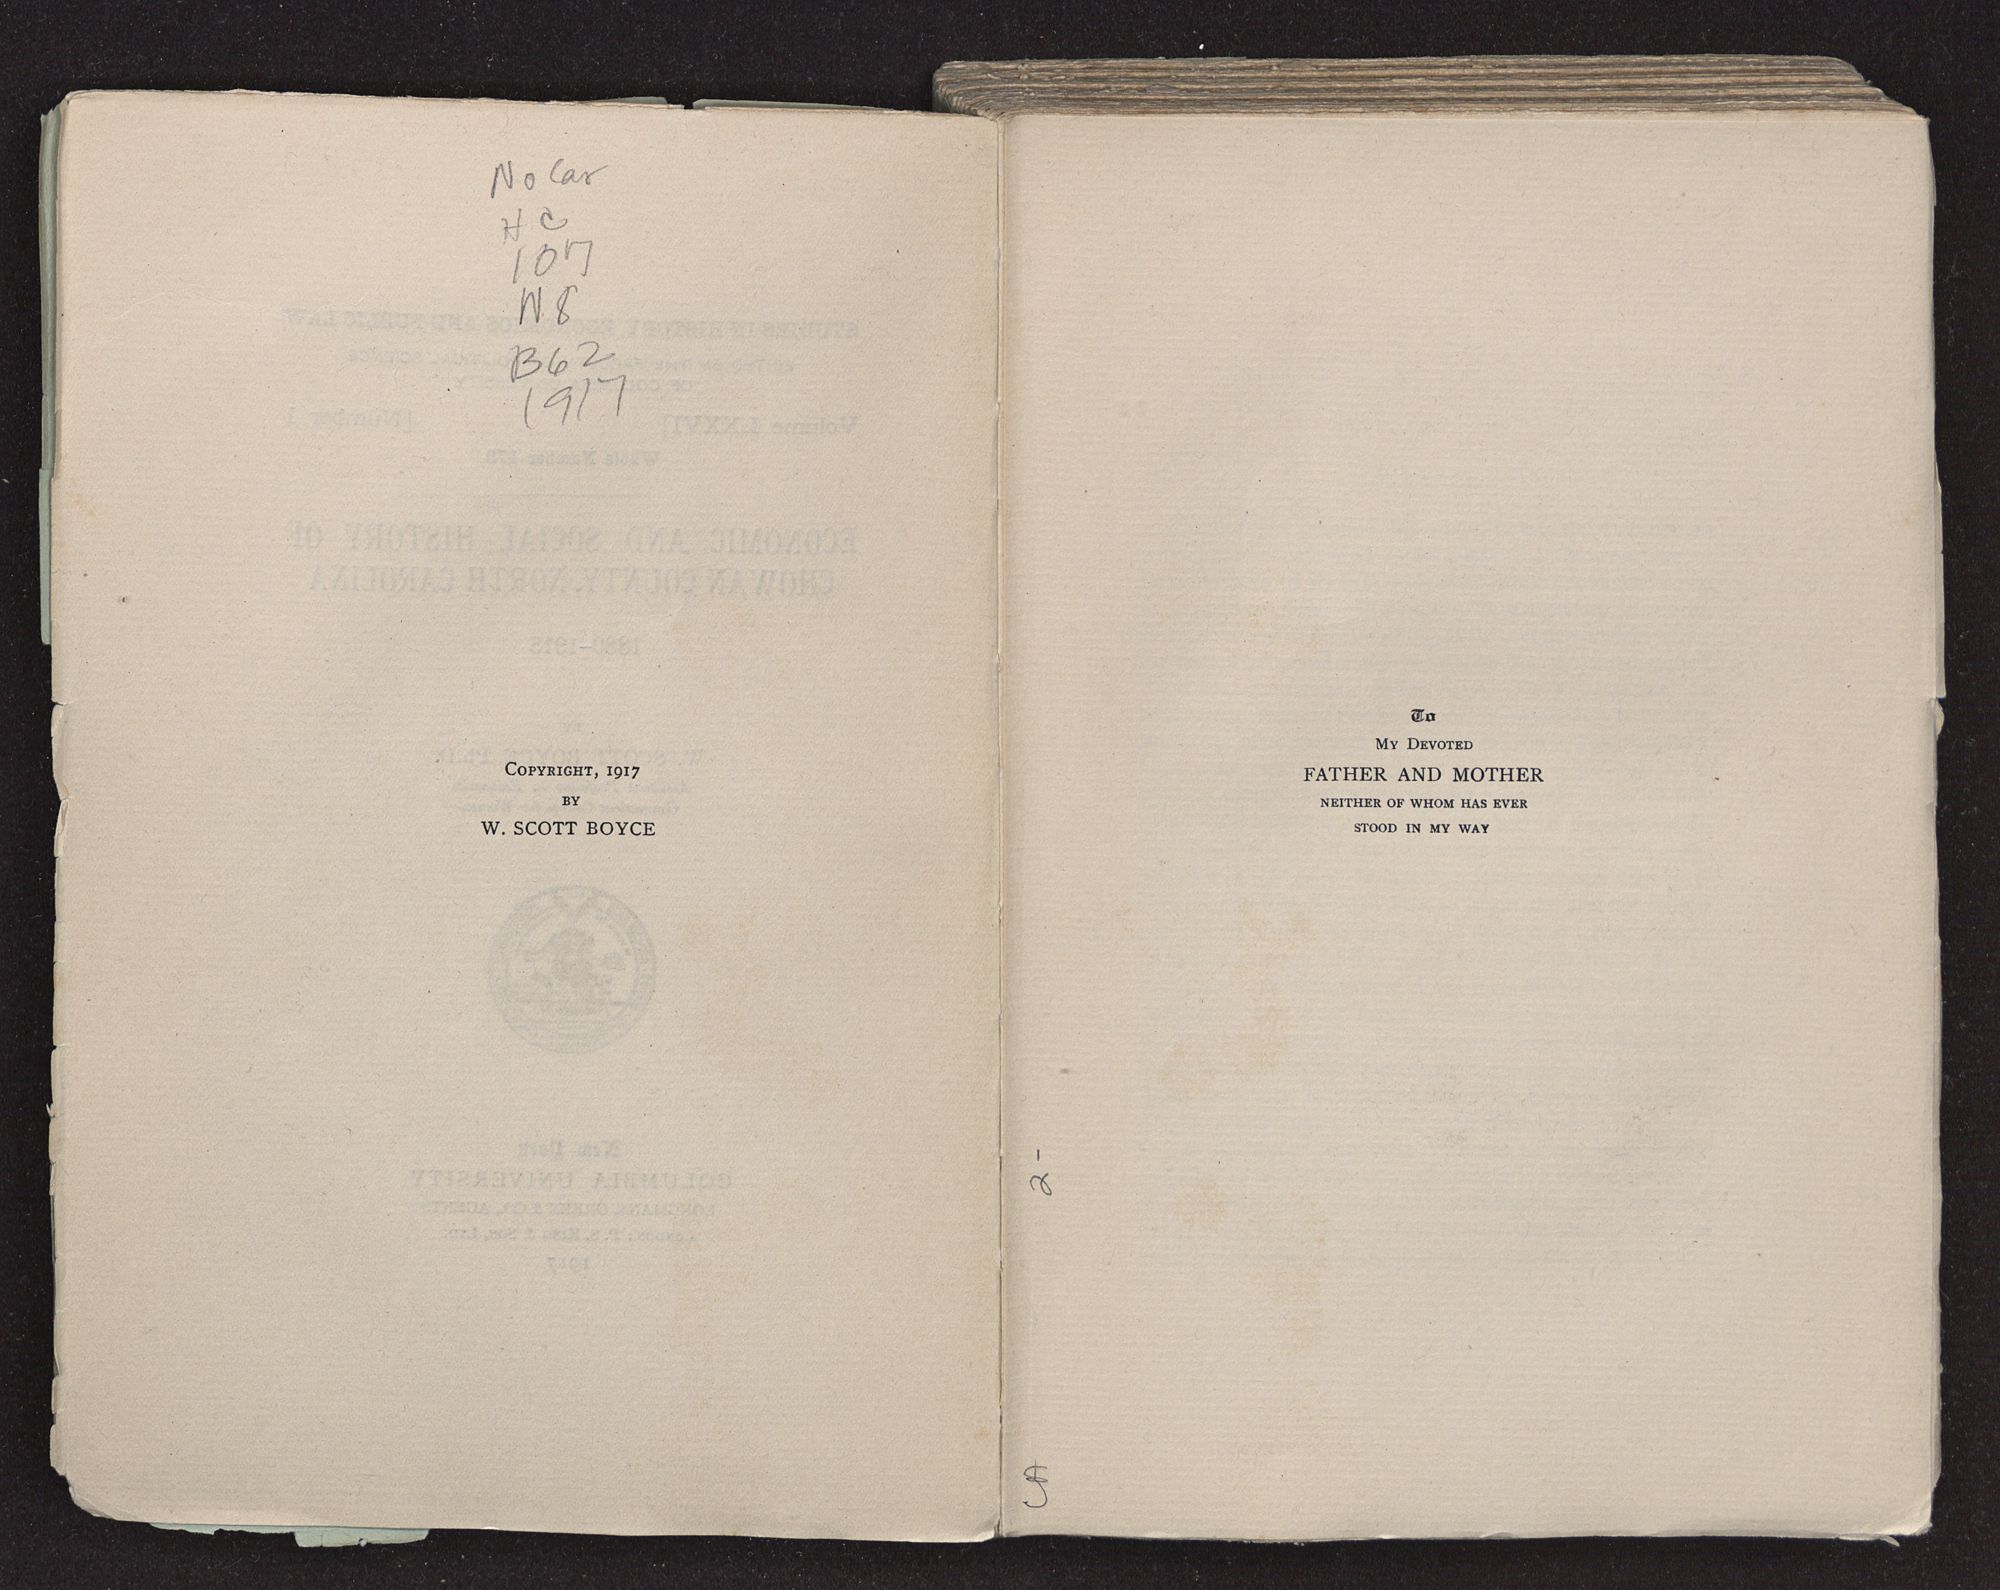 No Car
HC
107
N8
B62
1917
COPYRIGHT, 1917
BY
W. SCOTT BOYCE
To
MY DEVOTED
FATHER AND MOTHER
NEITHER OF WHOM HAS EVER
STOOD IN MY WAY